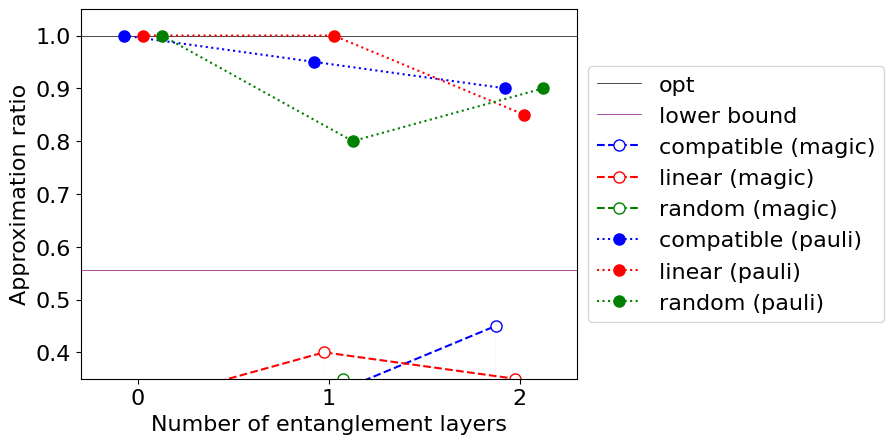 1.0
0.9
0.8
0.7
0.6
0.5
0.4
Approximation ratio
0
1
2
Number of entanglement layers
opt
lower bound
compatible (magic)
linear (magic)
random (magic)
compatible (pauli)
linear (pauli)
random (pauli)